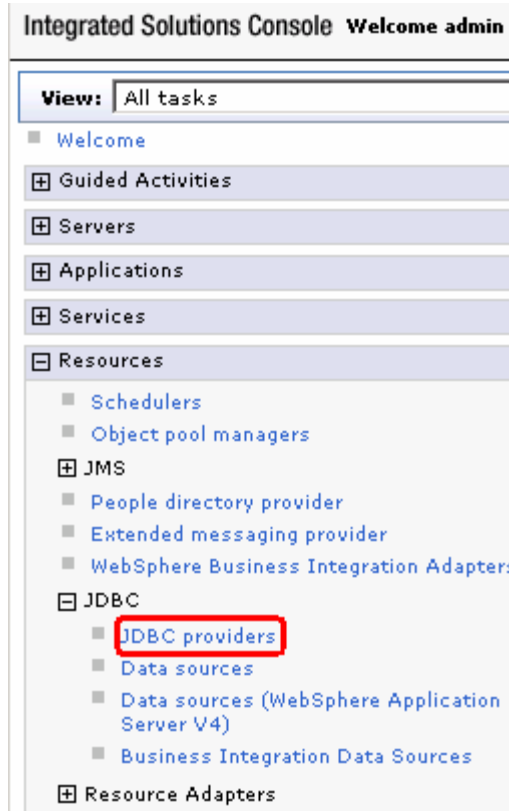 Integrated Solutions Console Welcome admin
View: All tasks
Welcome
Guided Activities
Servers
Applications
Services
Resources
Schedulers
Object pool managers
JMS
People directory provider
Extended messaging provider
WebSphere Business Integration Adapters
JDBC
JDBC providers
Data sources
Data sources (WebSphere Application
Server V4)
Business Integration Data Sources
Resource Adapters